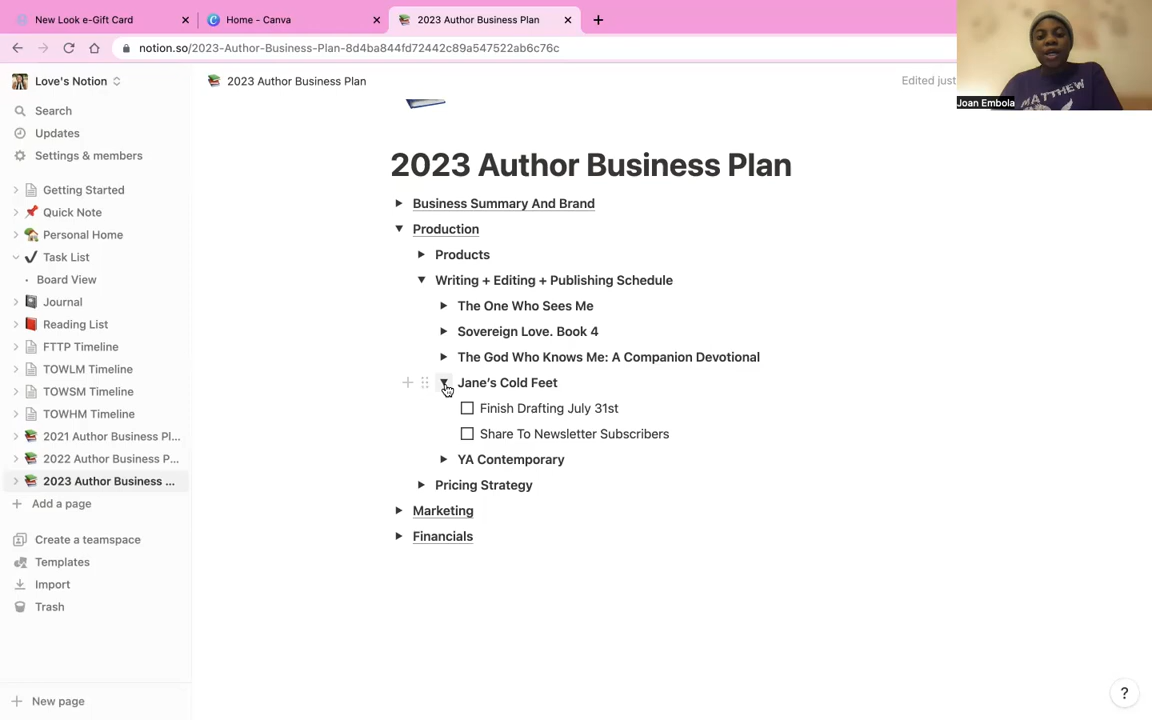 New Look e-Gift Card
Home - Canva
2023 Author Business Plan
notion.so/2023-Author-Business-Plan-8d4ba844fd72442c89a547522ab6c76c
Love's Notion
2023 Author Business Plan
Edited just
MATTHEW
Joan Embola
Search
Updates
Settings & members
Getting Started
Quick Note
Personal Home
Task List
Board View
Journal
Reading List
FTTP Timeline
TOWLM Timeline
TOWSM Timeline
TOWHM Timeline
2021 Author Business Pl...
2022 Author Business P...
2023 Author Business ...
Add a page
Create a teamspace
Templates
Import
Trash
New page
2023 Author Business Plan
Business Summary And Brand
Production
Products
Writing + Editing + Publishing Schedule
The One Who Sees Me
Sovereign Love. Book 4
The God Who Knows Me: A Companion Devotional
Jane's Cold Feet
Finish Drafting July 31st
Share To Newsletter Subscribers
YA Contemporary
Pricing Strategy
Marketing
Financials
?